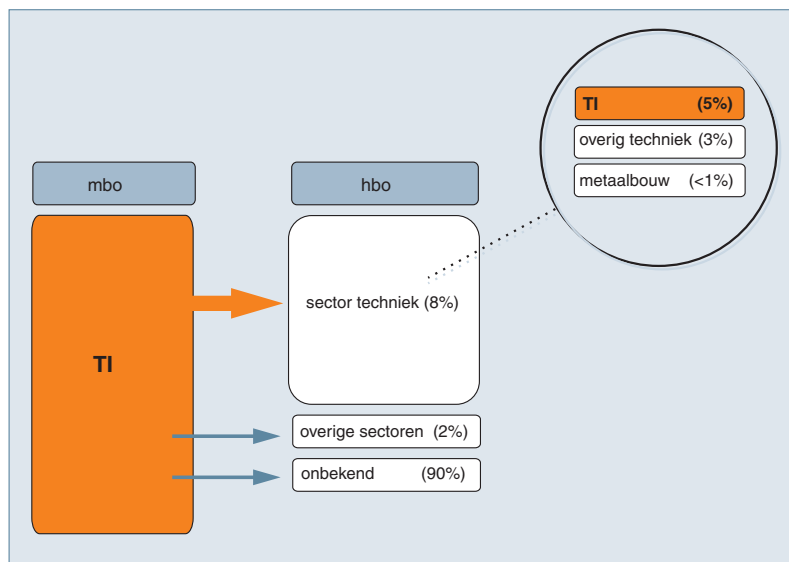 TI (5%)
overig techniek (3%)
metaalbouw (<1%)
mbo
hbo
sector techniek (8%)
TI
overige sectoren (2%)
onbekend (90%)